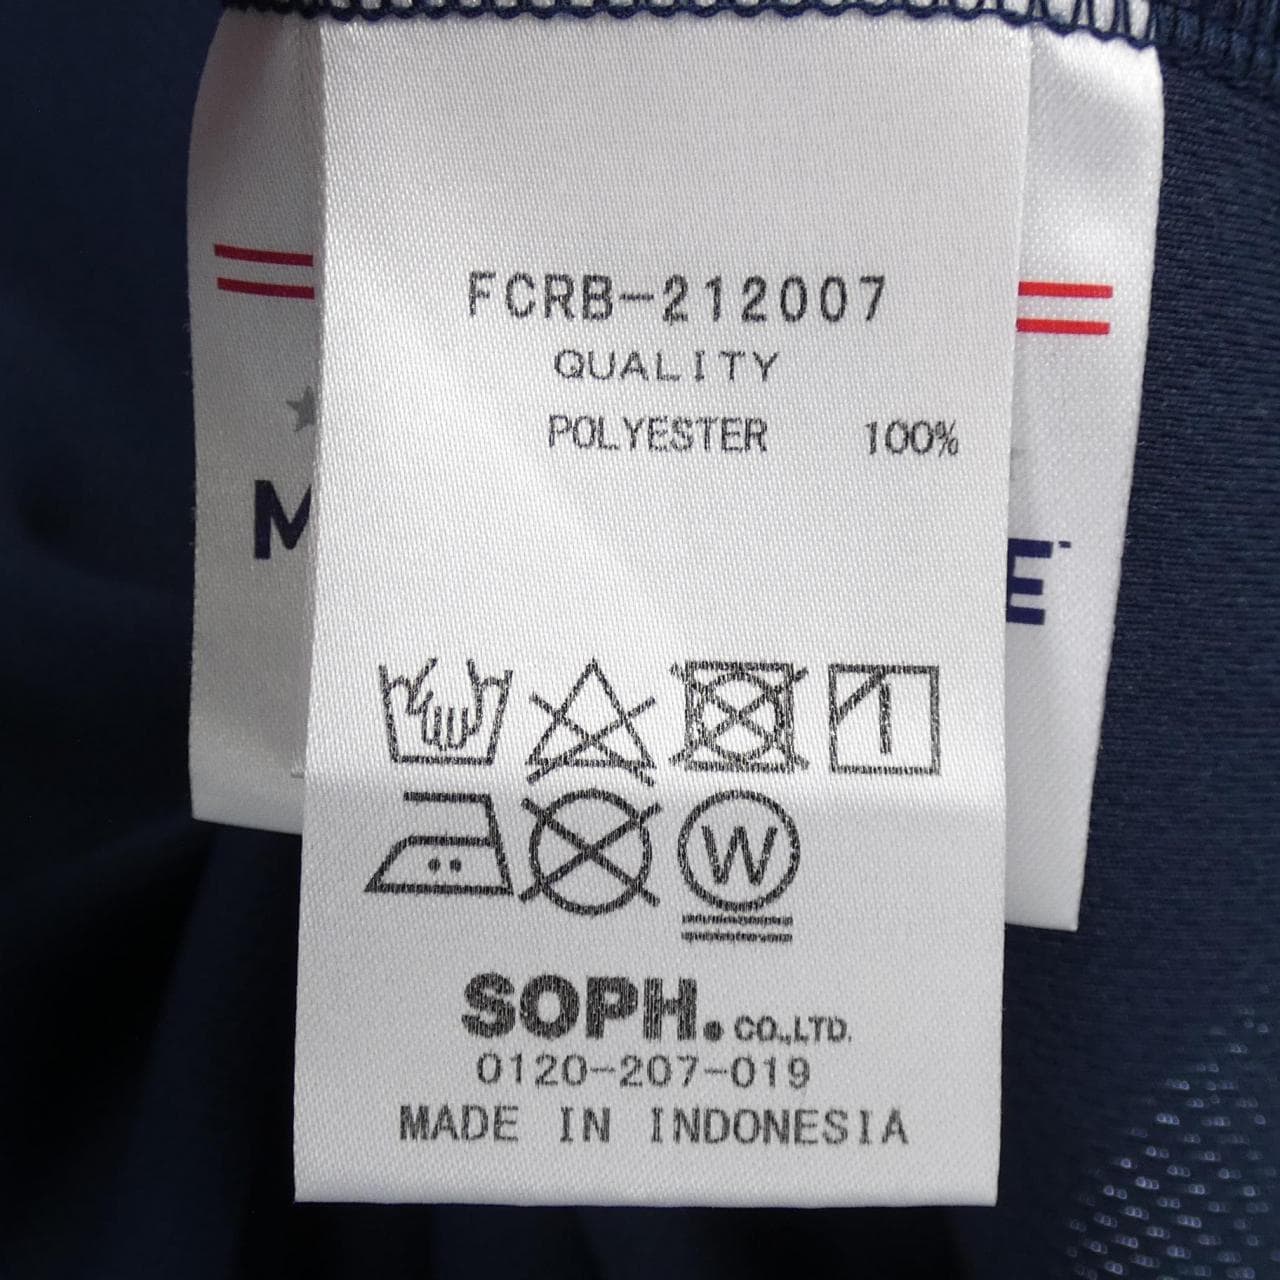 FCRB-212007
QUALITY
POLYESTER 100%
W
SOPH. CO.,LTD.
0120-207-019
MADE IN INDONESIA